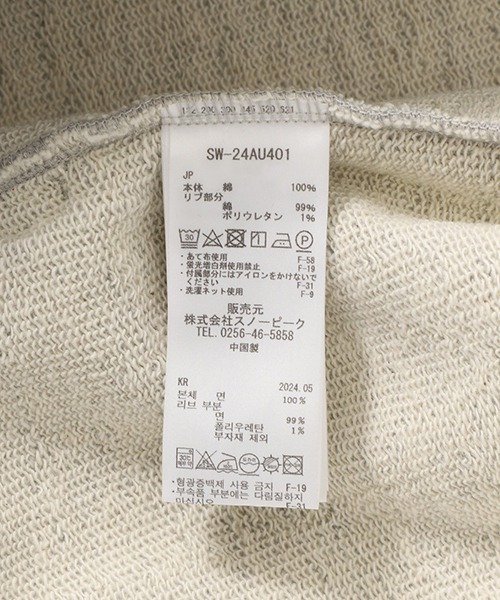 SW-24AU401
JP
本体 綿 100%
リブ部分
綿 99%
ポリウレタン 1%
・あて布使用 F-58
・蛍光増白剤使用禁止 F-19
・付属部分にはアイロンをかけないで
ください F-31
・洗濯ネット使用 F-9
販売元
株式会社スノーピーク
TEL.0256-46-5858
中国製
KR 2024.05
본체 면 100%
리브 부분
면 99%
폴리우레탄 1%
부자재 제외
・형광증백제 사용 금지 F-19
・부속품 부분에는 다림질하지
마십시오 F-31